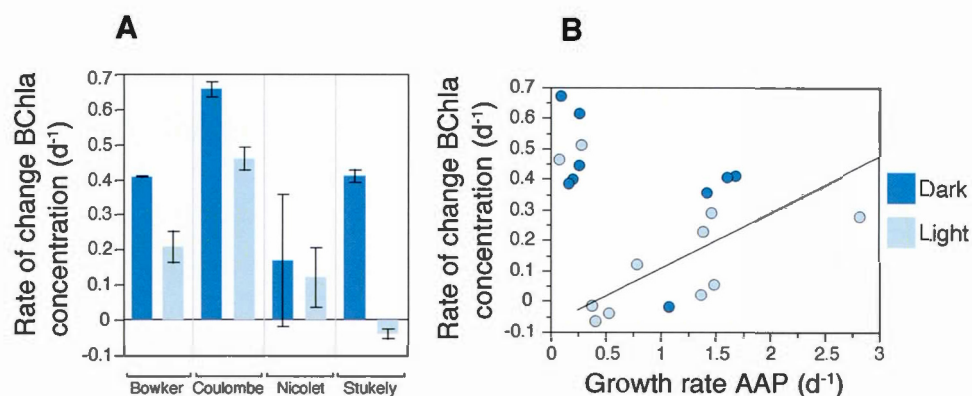 A
B
Rate of change BChla
concentration (d-1)
0.7
0.6
0.5
0.4
0.3
0.2
0.1
0
-0.1
Bowker
Coulombe
Nicolet
Stukely
Rate of change BChla
concentration (d-1)
0.7
0.6
0.5
0.4
0.3
0.2
0.1
0
-0.1
0
0.5
1
1.5
2
2.5
3
Growth rate AAP (d-1)
Dark
Light